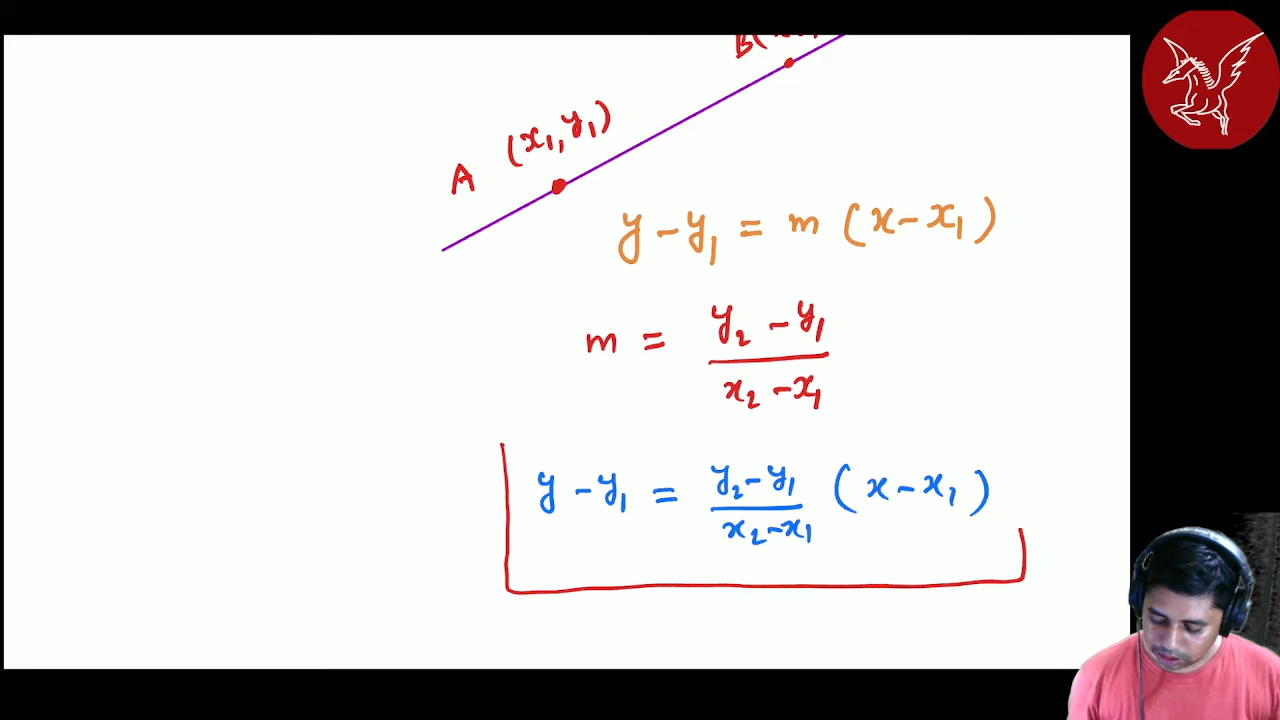 B(
A (x₁, y₁)
y - y₁ = m (x - x₁)
m = y₂ - y₁ / x₂ - x₁
y - y₁ = y₂ - y₁ / x₂ - x₁ (x - x₁)